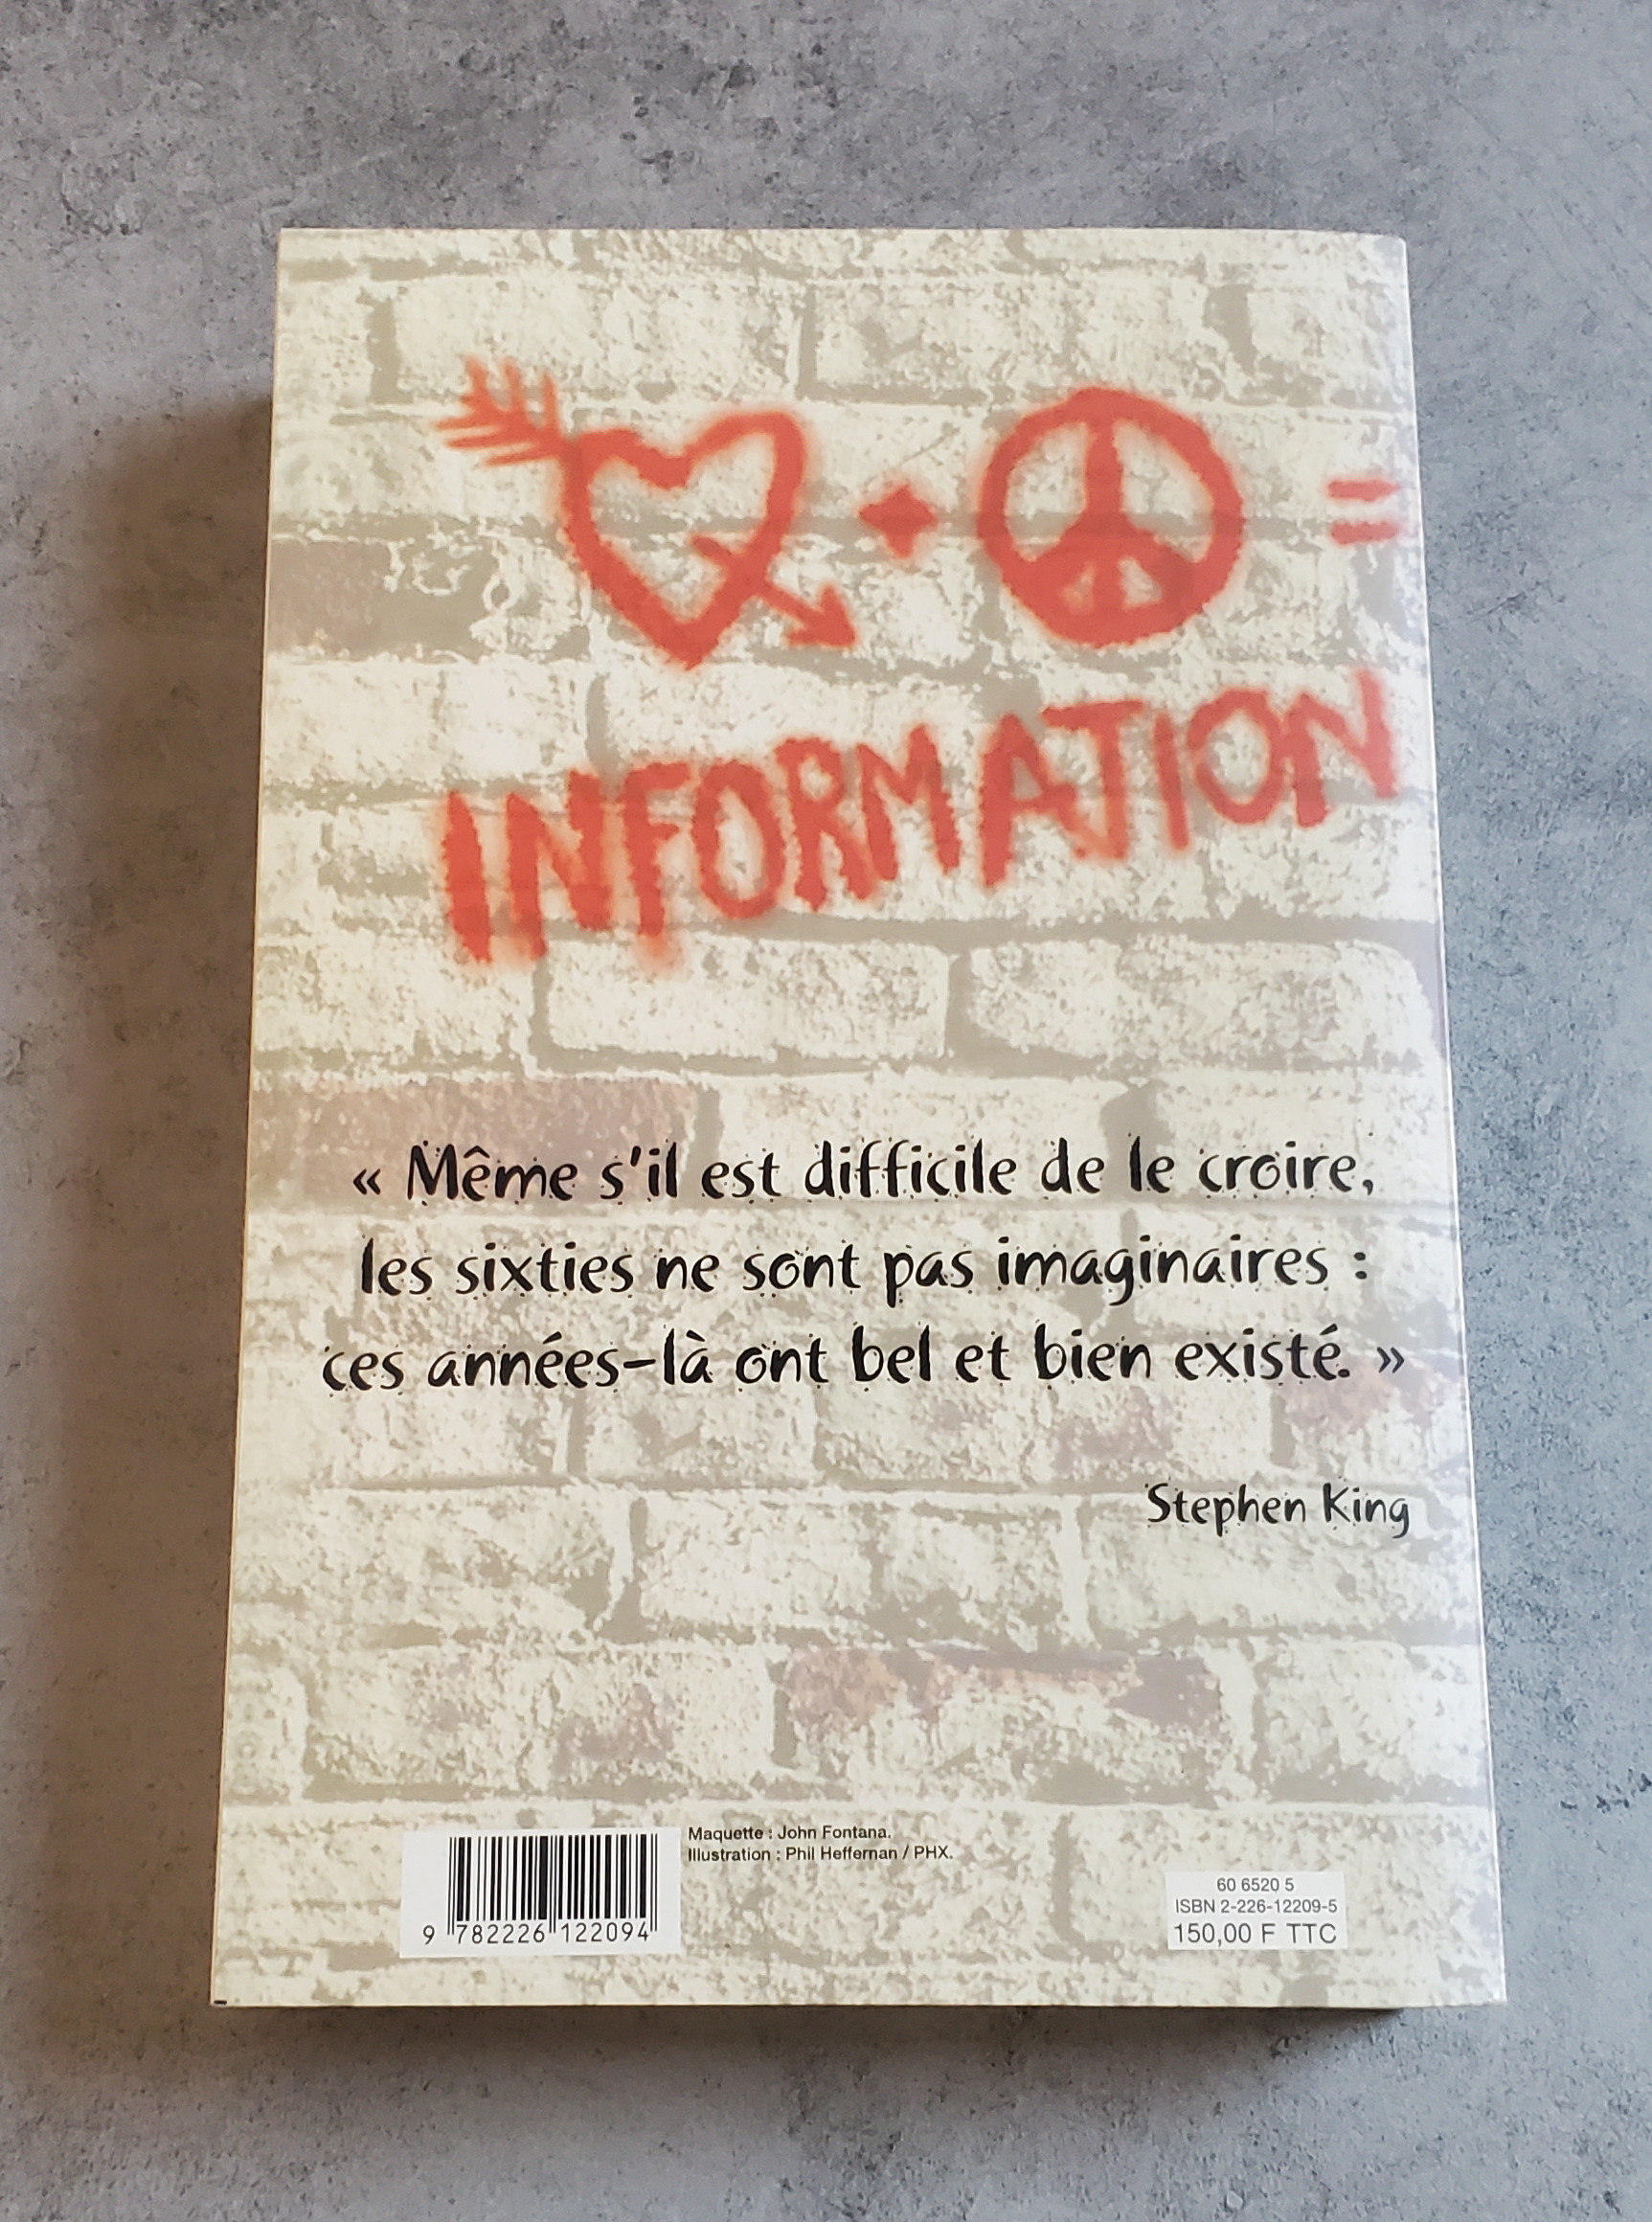 + =
INFORMATION
« Même s'il est difficile de le croire,
les sixties ne sont pas imaginaires :
ces années-là ont bel et bien existé. »
Stephen King
Maquette : John Fontana.
Illustration : Phil Heffernan / PHX.
9 782226 122094
60 6520 5
ISBN 2-226-12209-5
150,00 F TTC